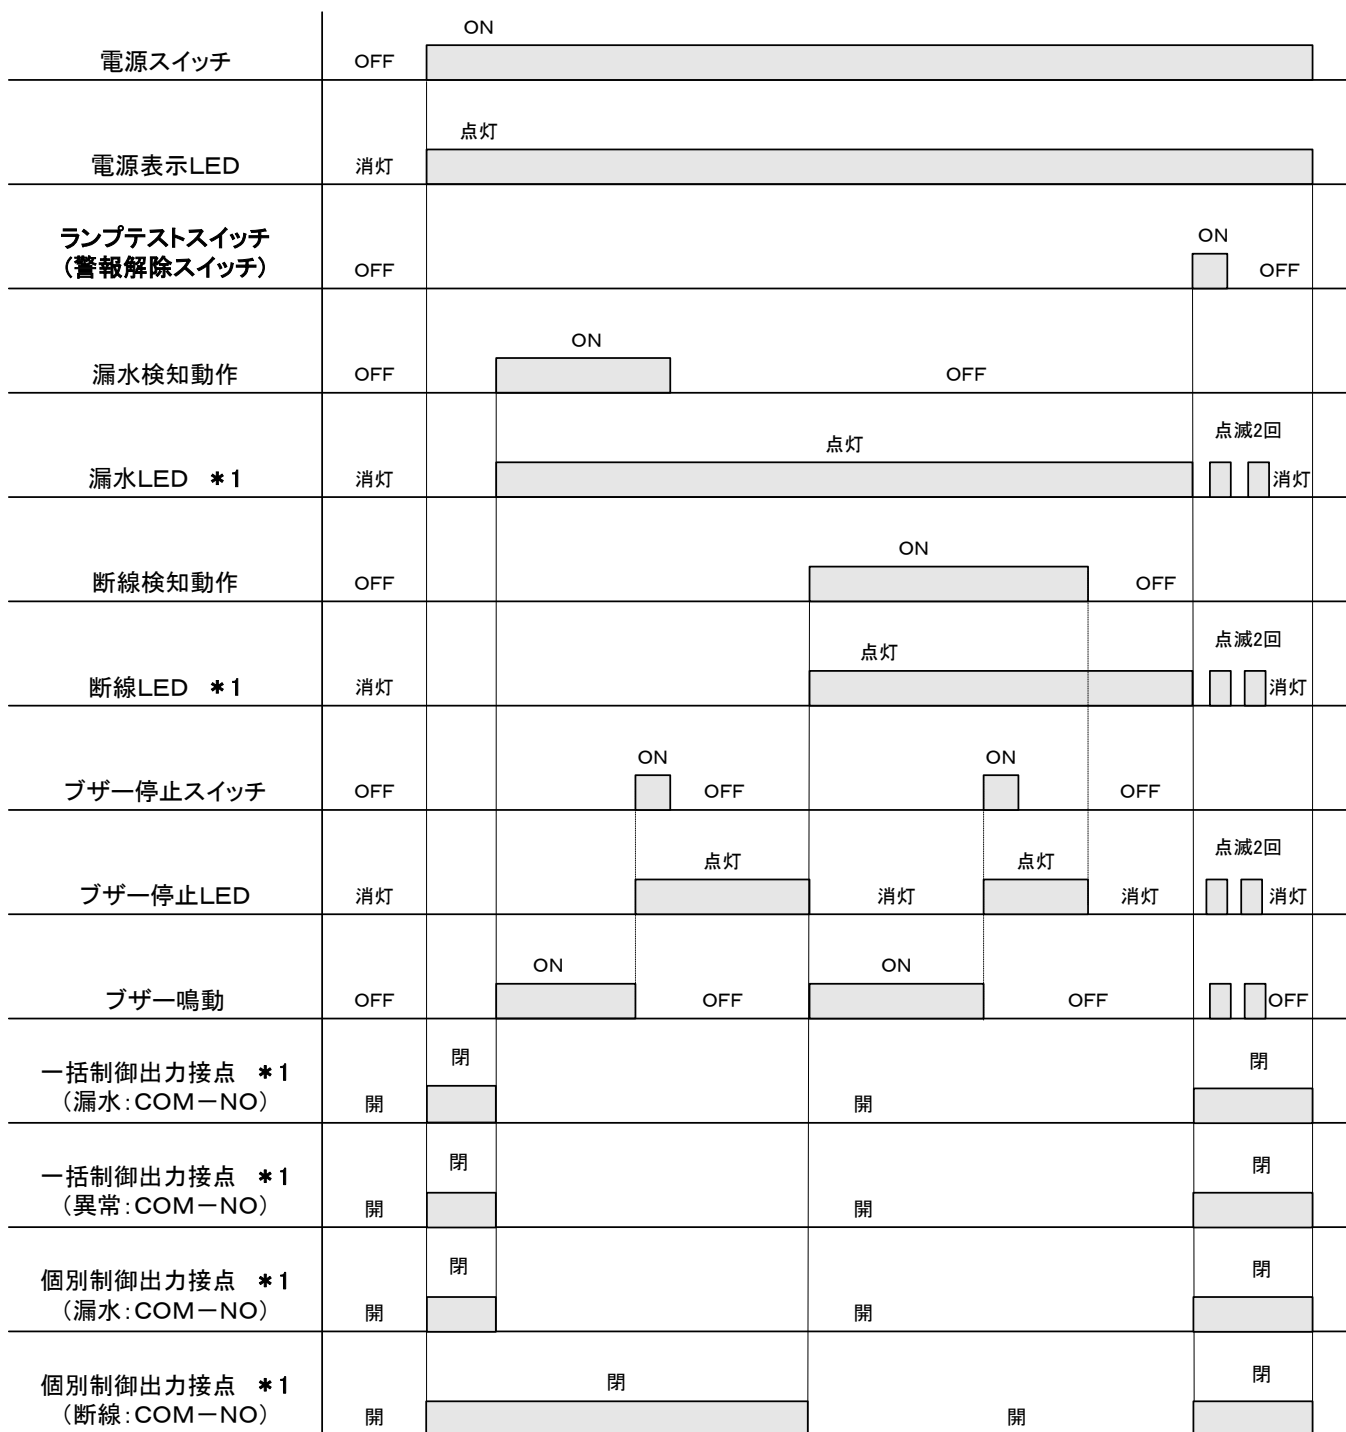 ON
電源スイッチ OFF
点灯
電源表示LED 消灯
ランプテストスイッチ ON
(警報解除スイッチ) OFF OFF
ON
漏水検知動作 OFF OFF
点灯 点滅2回
漏水LED *1 消灯 消灯
ON
断線検知動作 OFF OFF
点灯 点滅2回
断線LED *1 消灯 消灯
ON ON
ブザー停止スイッチ OFF OFF OFF
点灯 点灯 点滅2回
ブザー停止LED 消灯 消灯 消灯 消灯
ON ON
ブザー鳴動 OFF OFF OFF OFF
閉 閉
一括制御出力接点 *1
(漏水:COM-NO) 開 開
閉 閉
一括制御出力接点 *1
(異常:COM-NO) 開 開
閉 閉
個別制御出力接点 *1
(漏水:COM-NO) 開 開
閉 閉
個別制御出力接点 *1
(断線:COM-NO) 開 開